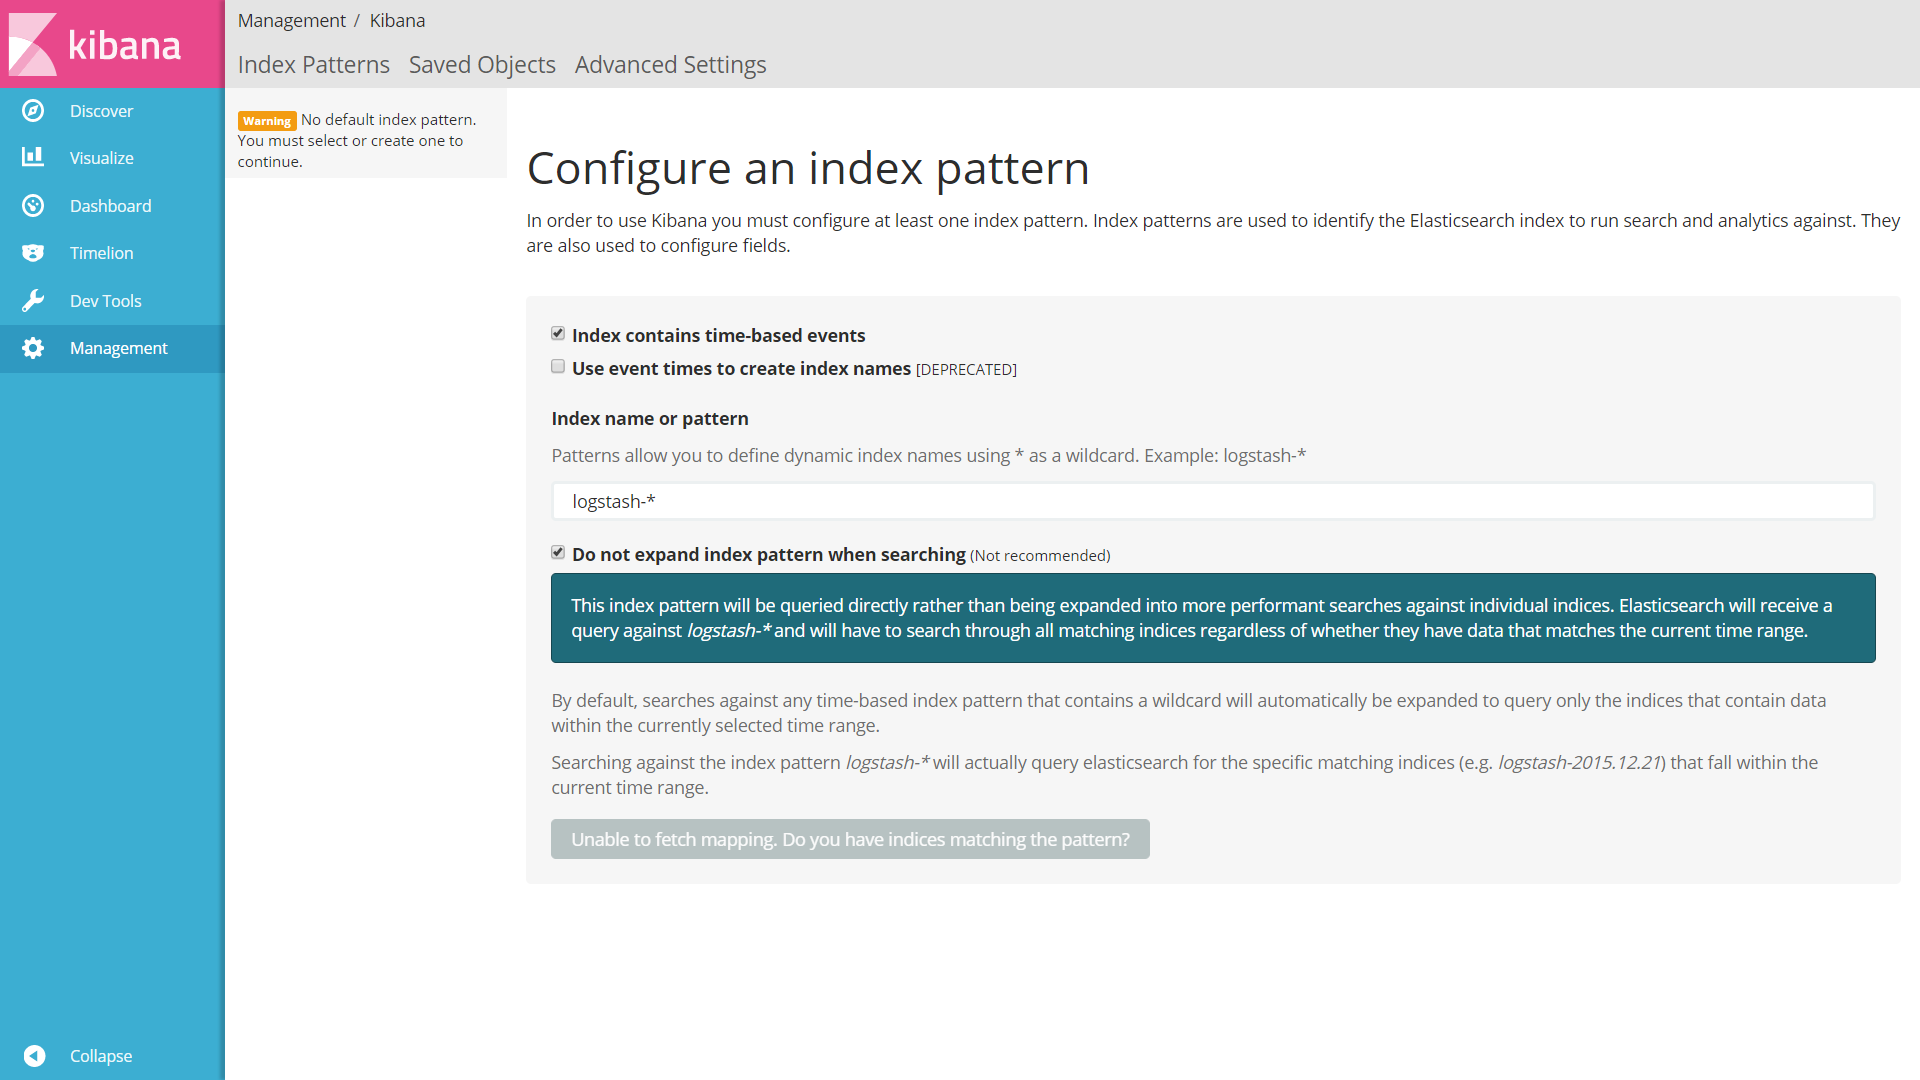 kibana
Discover
Visualize
Dashboard
Timelion
Dev Tools
Management
Collapse
Management / Kibana
Index Patterns Saved Objects Advanced Settings
Warning No default index pattern.
You must select or create one to
continue.
Configure an index pattern
In order to use Kibana you must configure at least one index pattern. Index patterns are used to identify the Elasticsearch index to run search and analytics against. They
are also used to configure fields.
Index contains time-based events
Use event times to create index names [DEPRECATED]
Index name or pattern
Patterns allow you to define dynamic index names using * as a wildcard. Example: logstash-*
logstash-*
Do not expand index pattern when searching (Not recommended)
This index pattern will be queried directly rather than being expanded into more performant searches against individual indices. Elasticsearch will receive a
query against logstash-* and will have to search through all matching indices regardless of whether they have data that matches the current time range.
By default, searches against any time-based index pattern that contains a wildcard will automatically be expanded to query only the indices that contain data
within the currently selected time range.
Searching against the index pattern logstash-* will actually query elasticsearch for the specific matching indices (e.g. logstash-2015.12.21) that fall within the
current time range.
Unable to fetch mapping. Do you have indices matching the pattern?